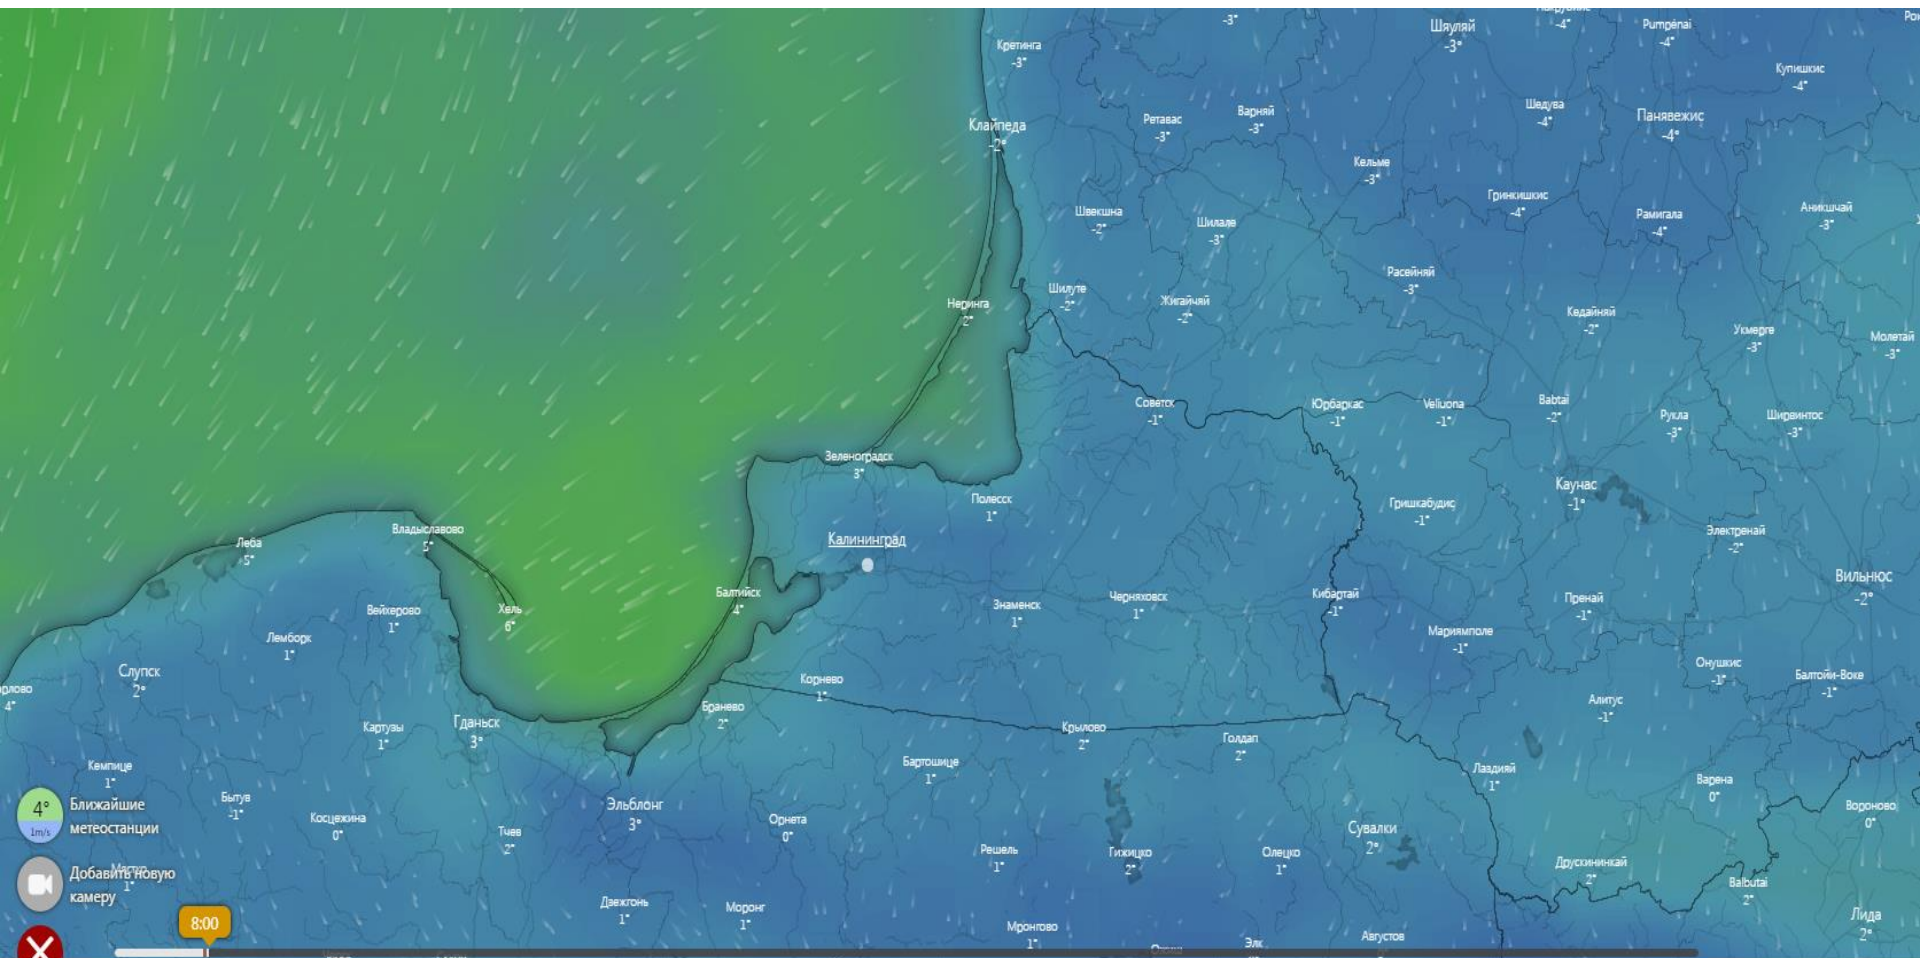 -3°
-4°
Шяуляй
-3°
Pumpėnai
-4°
Кретинга
-3°
Купишкис
-4°
Клайпеда
-2°
Ретавас
-3°
Варняй
-3°
Шедува
-4°
Панявежис
-4°
Кельме
-3°
Гринкишкис
-4°
Швекшна
-2°
Шилале
-3°
Рамигала
-4°
Аникшчай
-3°
Расейняй
-3°
Неринга
2°
Шилуте
-2°
Жигайчяй
-2°
Кедайняй
-2°
Укмерге
-3°
Молетай
-3°
Советск
-1°
Юрбаркас
-1°
Veliuona
-1°
Babtai
-2°
Рукла
-3°
Ширвинтос
-3°
Зеленоградск
3°
Полесск
1°
Гришкабудис
-1°
Каунас
-1°
Владыславово
5°
Леба
5°
Калининград
Электренай
-2°
Вильнюс
-2°
Вейхерово
1°
Хель
6°
Балтийск
4°
Знаменск
1°
Черняховск
1°
Кибартай
-1°
Пренай
-1°
Лемборк
1°
Мариямполе
-1°
Слупск
2°
4°
Корнево
1°
Онушкис
-1°
Балтойи-Воке
-1°
Картузы
1°
Гданьск
3°
Бранево
2°
Крылово
2°
Голдап
2°
Алитус
-1°
Кемпице
1°
Бартошице
1°
Лаздияй
1°
Варена
0°
Бытув
-1°
Косцежина
0°
Тчев
2°
Эльблонг
3°
Орнета
0°
Вороново
0°
4°
1m/s
Ближайшие
метеостанции
Решель
1°
Гижицко
2°
Олецко
1°
Сувалки
2°
Друскининкай
2°
Balbutai
2°
1°
Добавить новую
камеру
Дзежгонь
1°
Моронг
1°
Мронгово
1°
Элк
Августов
Лида
2°
8:00